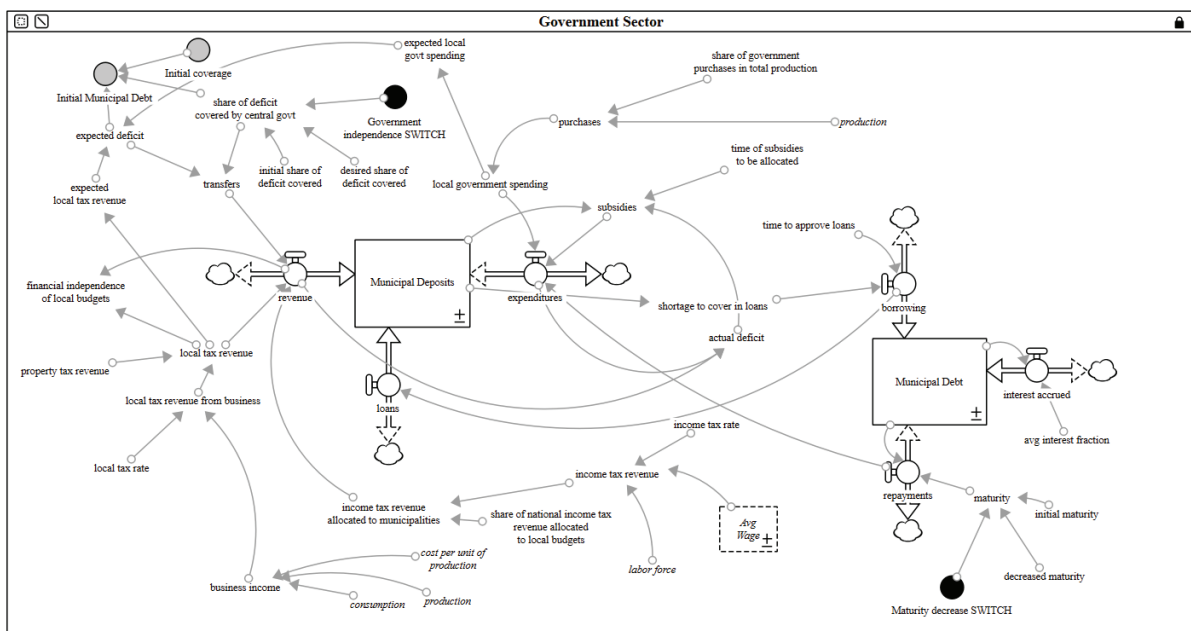 Government Sector
expected local
govt spending
Initial coverage
share of government
purchases in total production
Initial Municipal Debt
share of deficit
covered by central govt
Government
independence SWITCH
purchases
production
expected deficit
time of subsidies
to be allocated
initial share of
deficit covered
desired share of
deficit covered
expected
local tax revenue
transfers
local government spending
subsidies
time to approve loans
Municipal Deposits
financial independence
of local budgets
revenue
expenditures
shortage to cover in loans
borrowing
actual deficit
local tax revenue
property tax revenue
Municipal Debt
interest accrued
local tax revenue from business
loans
income tax rate
avg interest fraction
local tax rate
income tax revenue
repayments
maturity
income tax revenue
allocated to municipalities
share of national income tax
revenue allocated
to local budgets
Avg
Wage
initial maturity
cost per unit of
production
labor force
decreased maturity
business income
consumption
production
Maturity decrease SWITCH